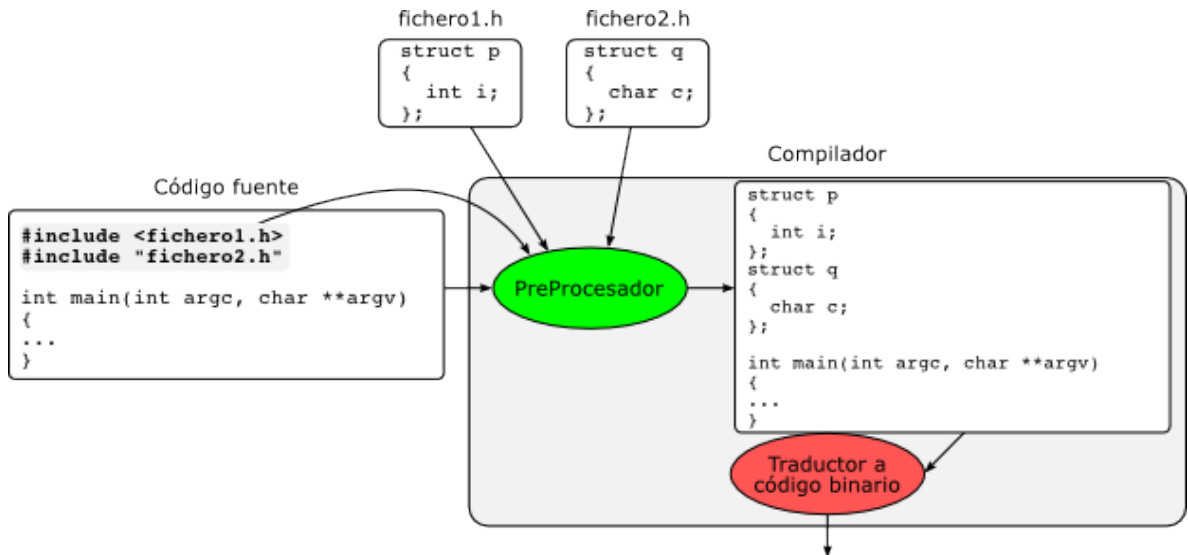 fichero1.h
struct p
{
int i;
};
fichero2.h
struct q
{
char c;
};
Código fuente
#include <fichero1.h>
#include "fichero2.h"
int main(int argc, char **argv)
{
...
}
PreProcesador
Compilador
struct p
{
int i;
};
struct q
{
char c;
};
int main(int argc, char **argv)
{
...
}
Traductor a
código binario